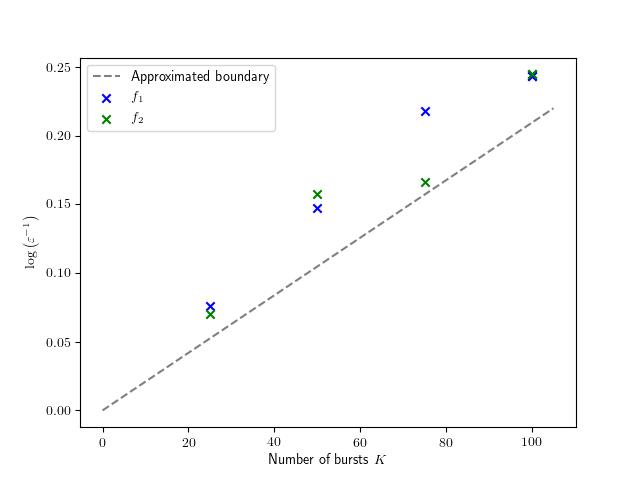 0.25
0.20
0.15
0.10
0.05
0.00
log (ε⁻¹)
Approximated boundary
f₁
f₂
0 20 40 60 80 100
Number of bursts K